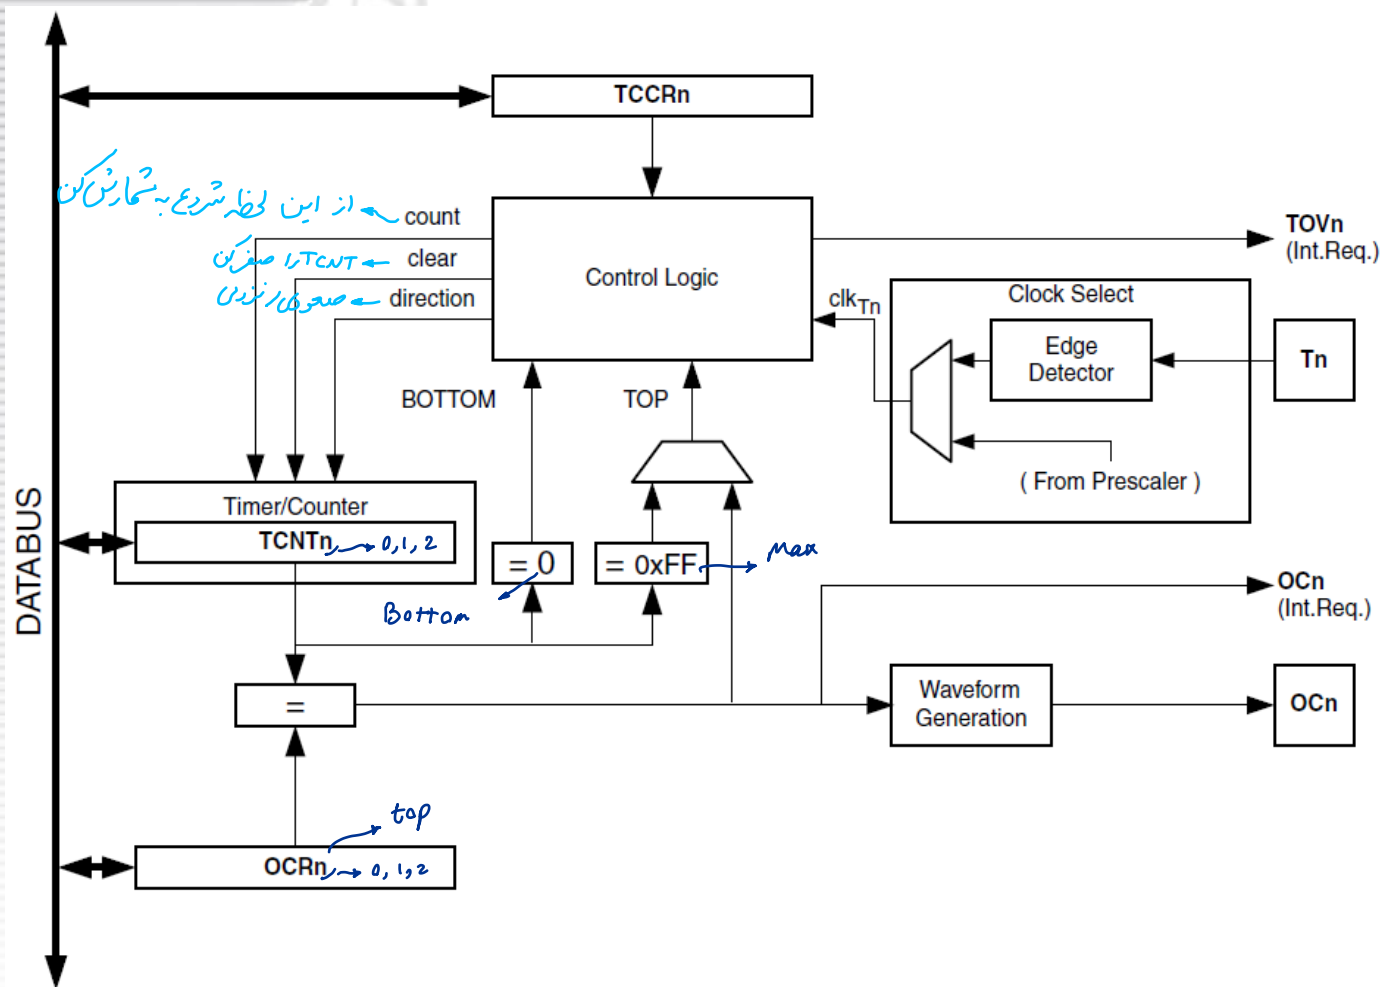 TCCRn
از این لحظه شروع به شمارش کن ← count
TCNT را صفر کن ← clear
صعودی / نزولی ← direction
Control Logic
TOVn
(Int.Req.)
clkTn
Clock Select
Edge
Detector
Tn
( From Prescaler )
BOTTOM
TOP
DATABUS
Timer/Counter
TCNTn → 0,1,2
= 0
Bottom
= 0xFF → Max
OCn
(Int.Req.)
=
Waveform
Generation
OCn
top
OCRn → 0,1,2